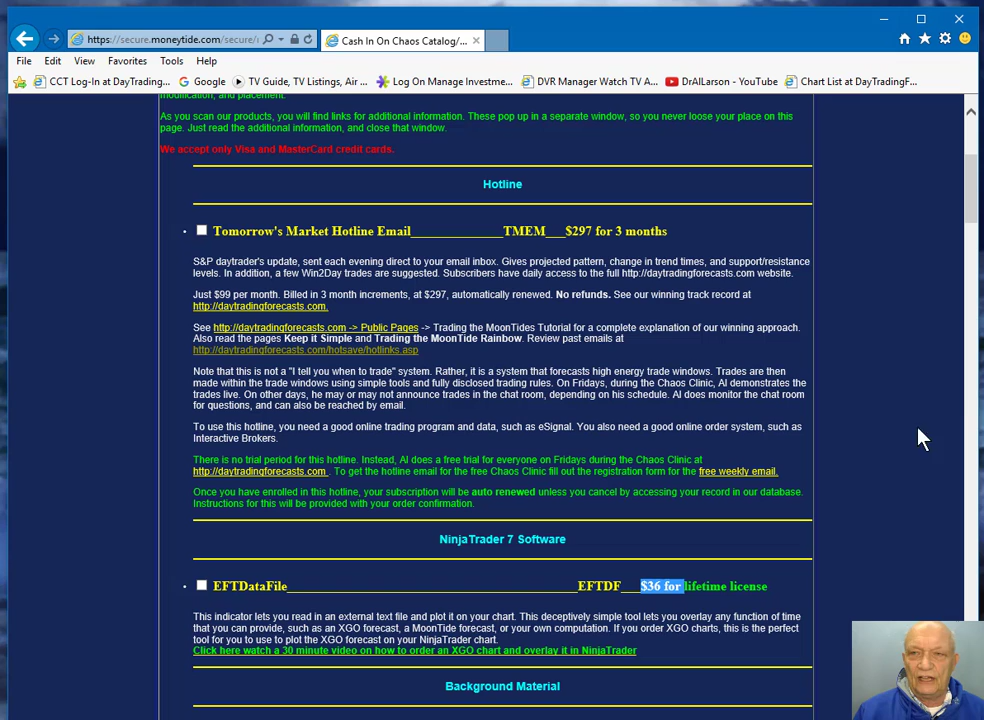 https://secure.moneytide.com/secure/
Cash In On Chaos Catalog/...
File Edit View Favorites Tools Help
CCT Log-In at DayTrading... Google TV Guide, TV Listings, Air ... Log On Manage Investme... DVR Manager Watch TV A... DrAlLarson - YouTube Chart List at DayTradingF...
modification, and placement.
As you scan our products, you will find links for additional information. These pop up in a separate window, so you never loose your place on this
page. Just read the additional information, and close that window.
We accept only Visa and MasterCard credit cards.
Hotline
• Tomorrow's Market Hotline Email______________TMEM___$297 for 3 months
S&P daytrader's update, sent each evening direct to your email inbox. Gives projected pattern, change in trend times, and support/resistance
levels. In addition, a few Win2Day trades are suggested. Subscribers have daily access to the full http://daytradingforecasts.com website.
Just $99 per month. Billed in 3 month increments, at $297, automatically renewed. No refunds. See our winning track record at
http://daytradingforecasts.com.
See http://daytradingforecasts.com -> Public Pages -> Trading the MoonTides Tutorial for a complete explanation of our winning approach.
Also read the pages Keep it Simple and Trading the MoonTide Rainbow. Review past emails at
http://daytradingforecasts.com/hotsave/hotlinks.asp
Note that this is not a "I tell you when to trade" system. Rather, it is a system that forecasts high energy trade windows. Trades are then
made within the trade windows using simple tools and fully disclosed trading rules. On Fridays, during the Chaos Clinic, Al demonstrates the
trades live. On other days, he may or may not announce trades in the chat room, depending on his schedule. Al does monitor the chat room
for questions, and can also be reached by email.
To use this hotline, you need a good online trading program and data, such as eSignal. You also need a good online order system, such as
Interactive Brokers.
There is no trial period for this hotline. Instead, Al does a free trial for everyone on Fridays during the Chaos Clinic at
http://daytradingforecasts.com . To get the hotline email for the free Chaos Clinic fill out the registration form for the free weekly email.
Once you have enrolled in this hotline, your subscription will be auto renewed unless you cancel by accessing your record in our database.
Instructions for this will be provided with your order confirmation.
NinjaTrader 7 Software
• EFTDataFile____________________________________________EFTDF___$36 for lifetime license
This indicator lets you read in an external text file and plot it on your chart. This deceptively simple tool lets you overlay any function of time
that you can provide, such as an XGO forecast, a MoonTide forecast, or your own computation. If you order XGO charts, this is the perfect
tool for you to use to plot the XGO forecast on your NinjaTrader chart.
Click here watch a 30 minute video on how to order an XGO chart and overlay it in NinjaTrader
Background Material